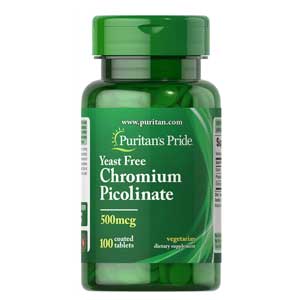 www.puritan.com
Puritan's Pride
Yeast Free
Chromium
Picolinate
500mcg
100 coated tablets
vegetarian
dietary supplement